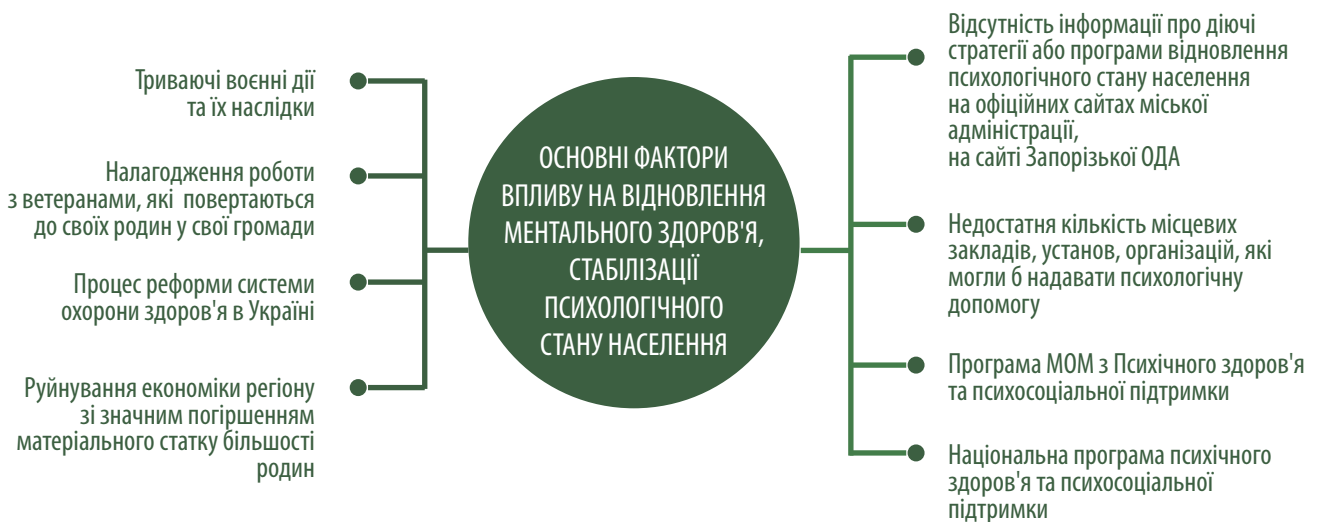 Триваючі воєнні дії
та їх наслідки
Налагодження роботи
з ветеранами, які повертаються
до своїх родин у свої громади
Процес реформи системи
охорони здоров'я в Україні
Руйнування економіки регіону
зі значним погіршенням
матеріального статку більшості
родин
ОСНОВНІ ФАКТОРИ
ВПЛИВУ НА ВІДНОВЛЕННЯ
МЕНТАЛЬНОГО ЗДОРОВ'Я,
СТАБІЛІЗАЦІЇ
ПСИХОЛОГІЧНОГО
СТАНУ НАСЕЛЕННЯ
Відсутність інформації про діючі
стратегії або програми відновлення
психологічного стану населення
на офіційних сайтах міської
адміністрації,
на сайті Запорізької ОДА
Недостатня кількість місцевих
закладів, установ, організацій, які
могли б надавати психологічну
допомогу
Програма МОМ з Психічного здоров'я
та психосоціальної підтримки
Національна програма психічного
здоров'я та психосоціальної
підтримки